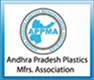 APPMA
Andhra Pradesh Plastics
Mfrs. Association